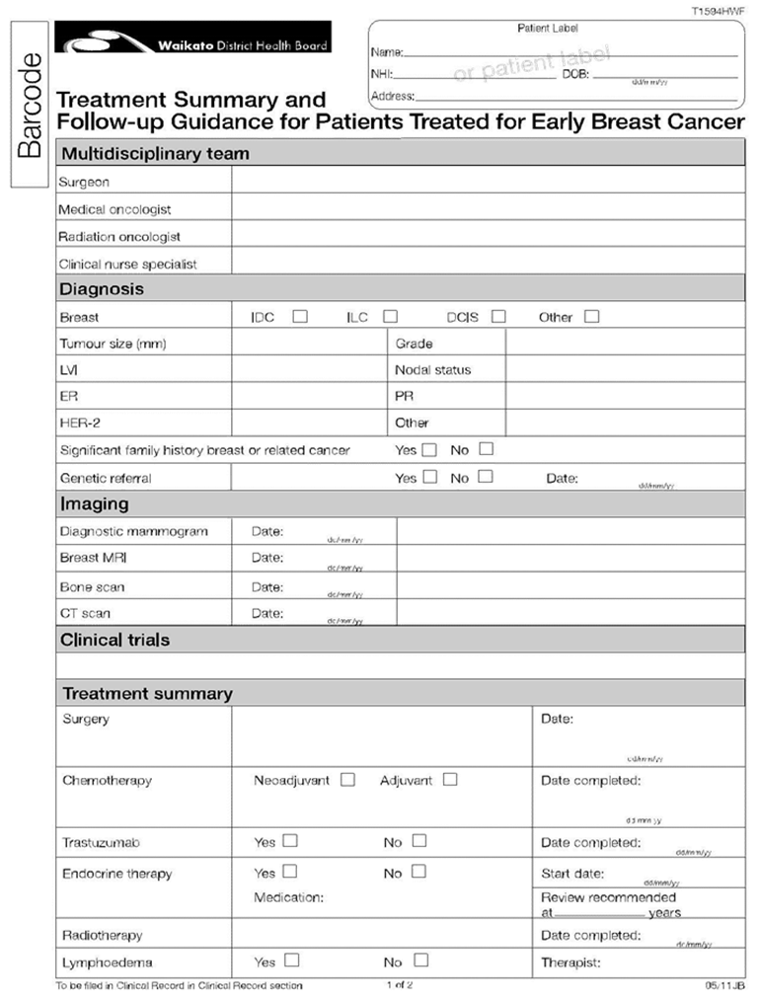 T1594HWF
Barcode
Waikato District Health Board
Patient Label
Name:
or patient label
NHI: DOB:
dd/mm/yy
Address:
Treatment Summary and
Follow-up Guidance for Patients Treated for Early Breast Cancer
Multidisciplinary team
Surgeon
Medical oncologist
Radiation oncologist
Clinical nurse specialist
Diagnosis
Breast IDC ILC DCIS Other
Tumour size (mm) Grade
LVI Nodal status
ER PR
HER-2 Other
Significant family history breast or related cancer Yes No
Genetic referral Yes No Date:
dd/mm/yy
Imaging
Diagnostic mammogram Date:
dd/mm/yy
Breast MRI Date:
dd/mm/yy
Bone scan Date:
dd/mm/yy
CT scan Date:
dd/mm/yy
Clinical trials
Treatment summary
Surgery Date:
dd/mm/yy
Chemotherapy Neoadjuvant Adjuvant Date completed:
dd mm yy
Trastuzumab Yes No Date completed:
dd/mm/yy
Endocrine therapy Yes No Start date:
dd/mm/yy
Medication: Review recommended
at years
Radiotherapy Date completed:
dd/mm/yy
Lymphoedema Yes No Therapist:
To be filed in Clinical Record in Clinical Record section 1 of 2 05/11JB